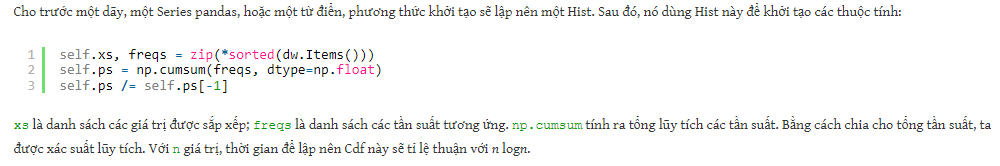 Cho trước một dãy, một Series pandas, hoặc một từ điển, phương thức khởi tạo sẽ lập nên một Hist. Sau đó, nó dùng Hist này để khởi tạo các thuộc tính:
1 self.xs, freqs = zip(*sorted(dw.Items()))
2 self.ps = np.cumsum(freqs, dtype=np.float)
3 self.ps /= self.ps[-1]
xs là danh sách các giá trị được sắp xếp; freqs là danh sách các tần suất tương ứng. np.cumsum tính ra tổng lũy tích các tần suất. Bằng cách chia cho tổng tần suất, ta
được xác suất lũy tích. Với n giá trị, thời gian để lập nên Cdf này sẽ tỉ lệ thuận với n logn.